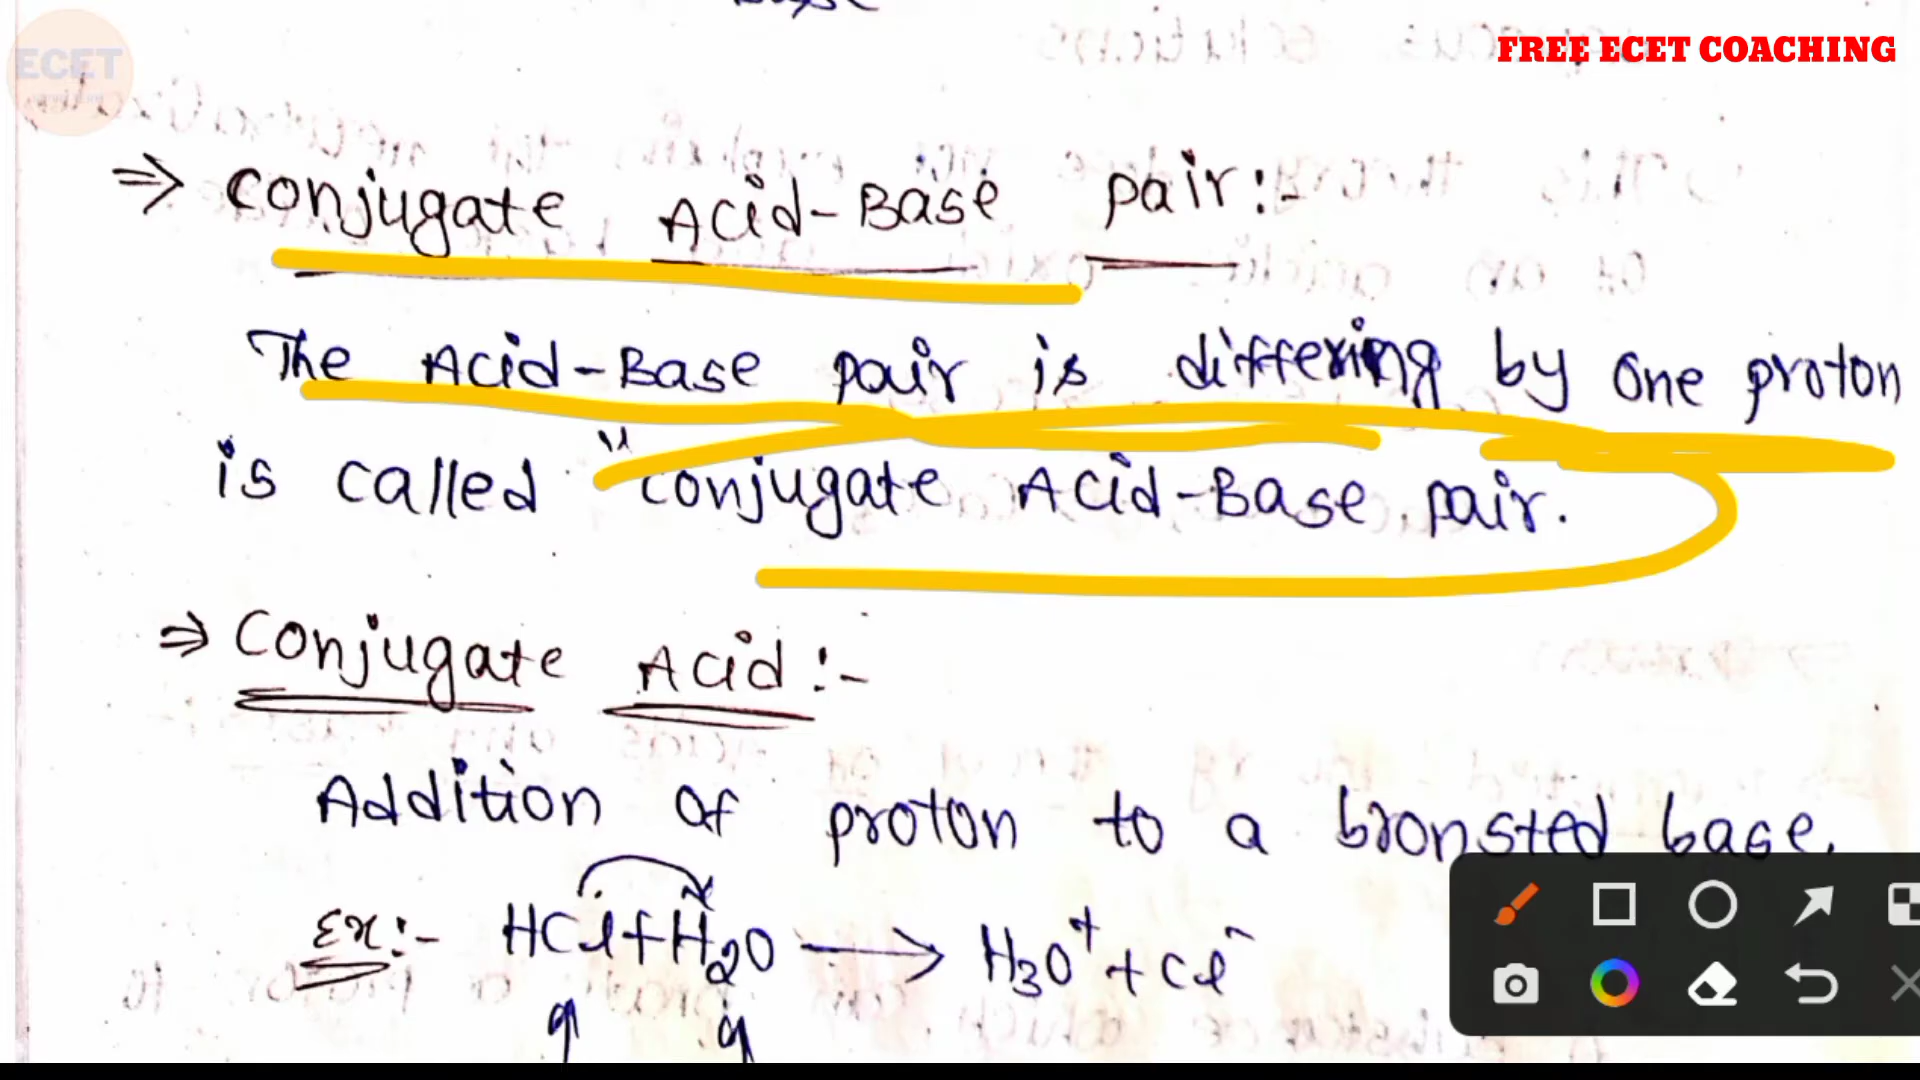 FREE ECET COACHING
ECET
⇒ Conjugate Acid-Base pair:-
The Acid-Base pair is differing by one proton
is called "conjugate Acid-Base pair.
⇒ Conjugate Acid:-
Addition of proton to a bronsted base.
Ex:- HCl + H2O → H3O⁺ + Cl⁻